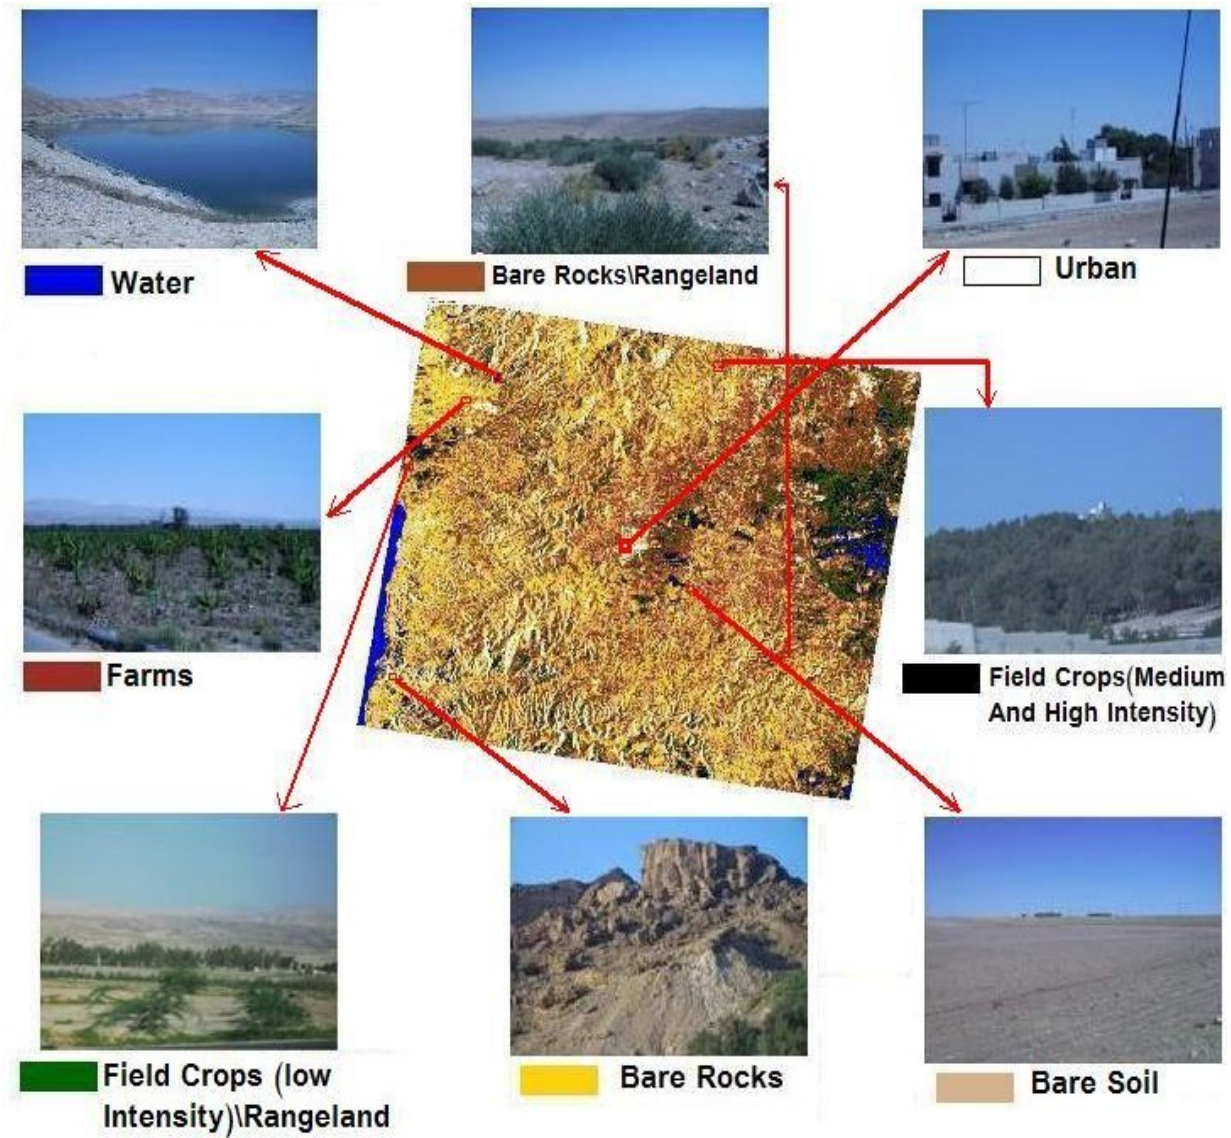 Water
Bare Rocks\Rangeland
Urban
Farms
Field Crops(Medium
And High Intensity)
Field Crops (low
Intensity)\Rangeland
Bare Rocks
Bare Soil